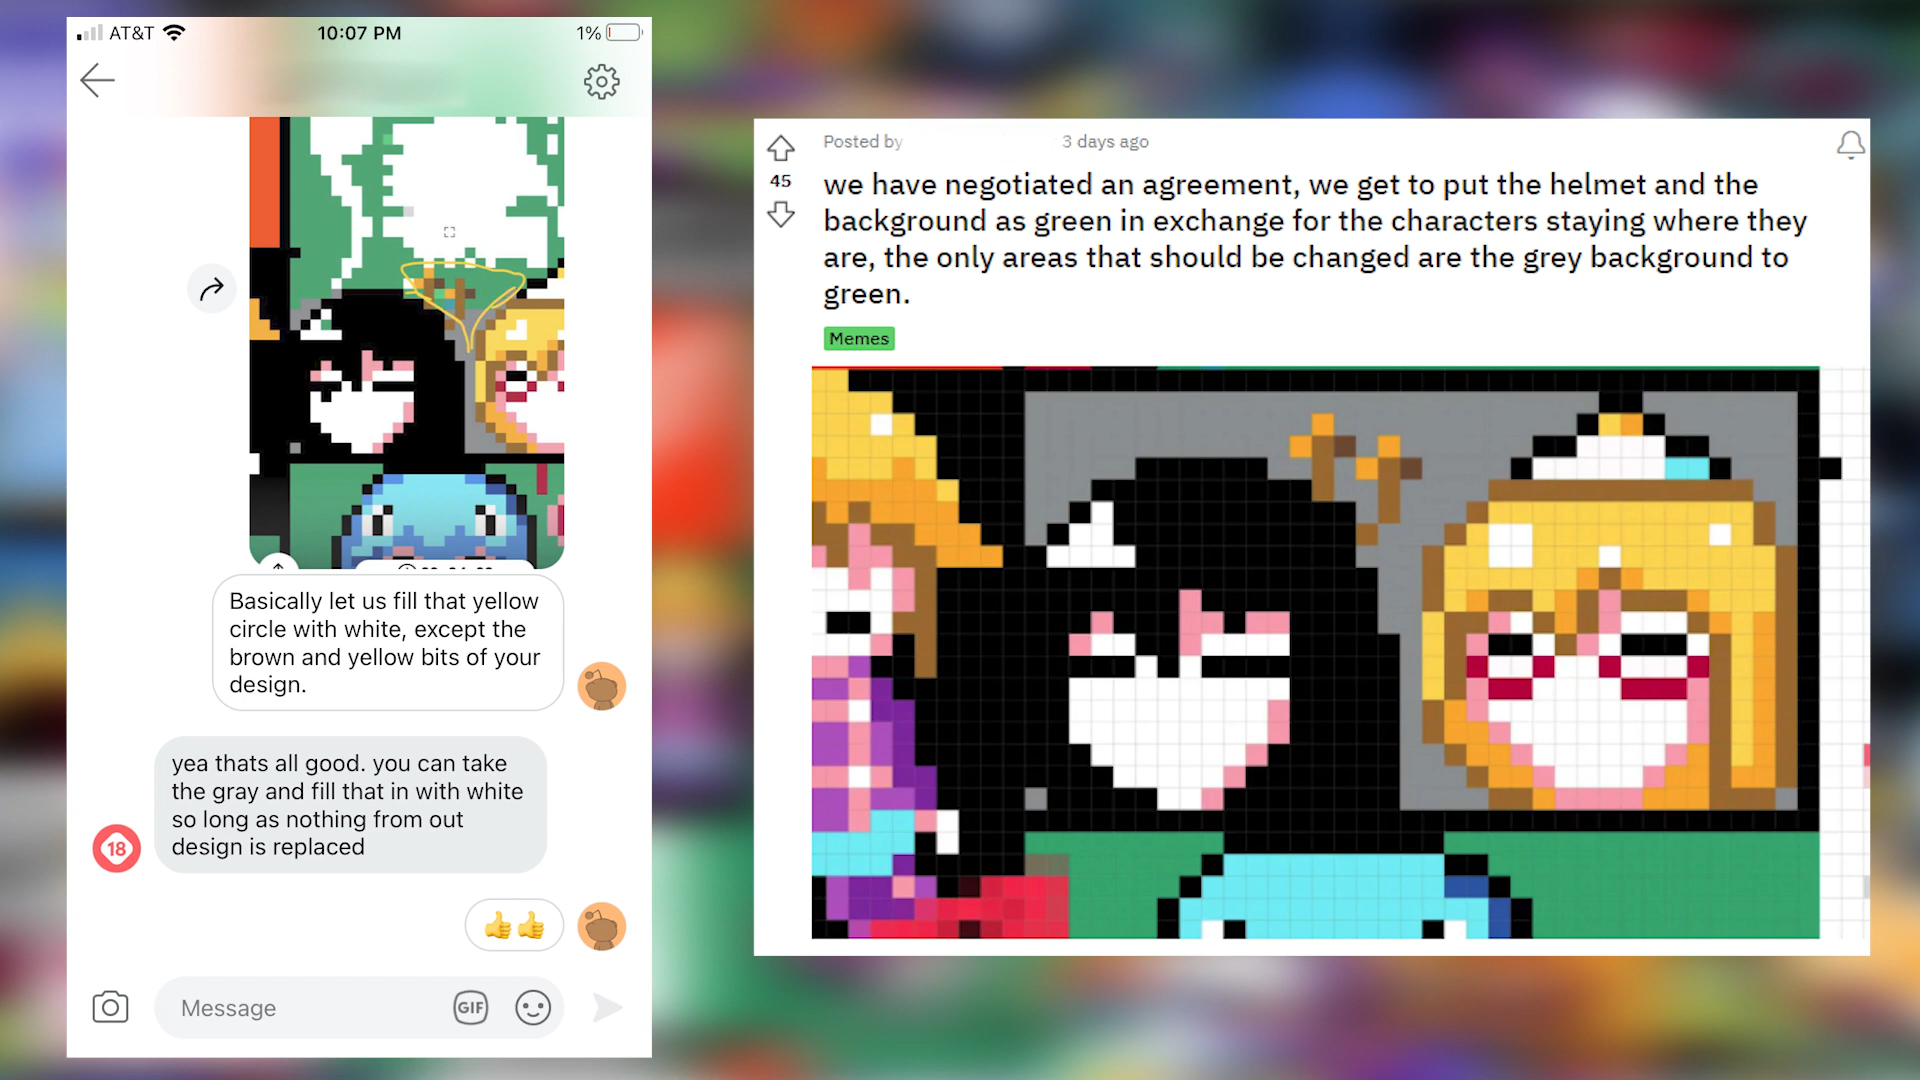 AT&T
10:07 PM
1%
Basically let us fill that yellow
circle with white, except the
brown and yellow bits of your
design.
yea thats all good. you can take
the gray and fill that in with white
so long as nothing from out
design is replaced
18
Message
GIF
Posted by
3 days ago
45
we have negotiated an agreement, we get to put the helmet and the
background as green in exchange for the characters staying where they
are, the only areas that should be changed are the grey background to
green.
Memes